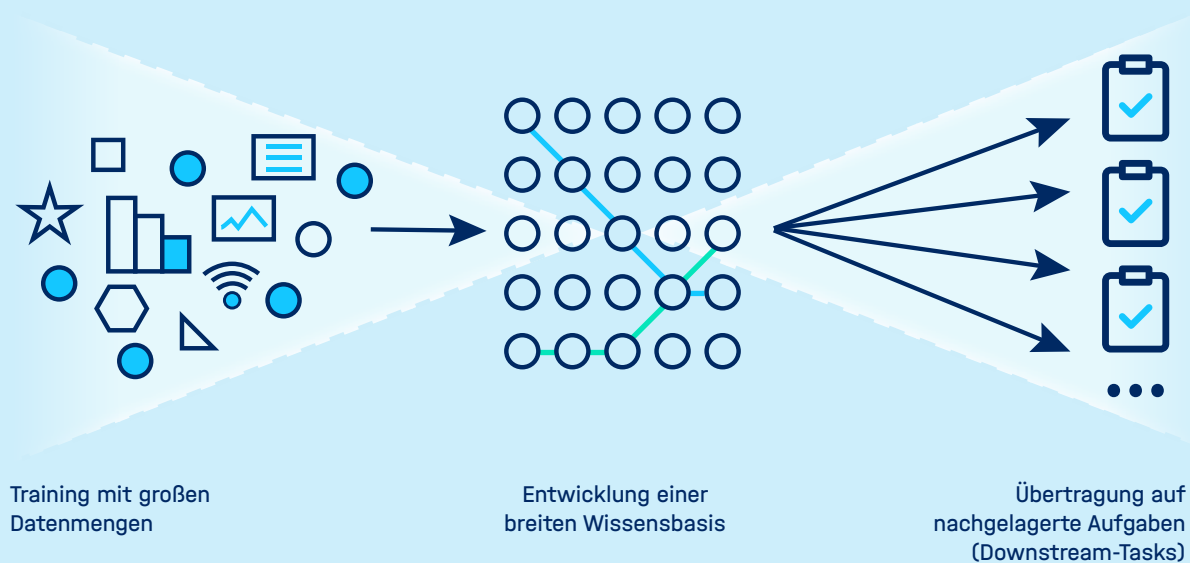 Training mit großen
Datenmengen
Entwicklung einer
breiten Wissensbasis
Übertragung auf
nachgelagerte Aufgaben
(Downstream-Tasks)